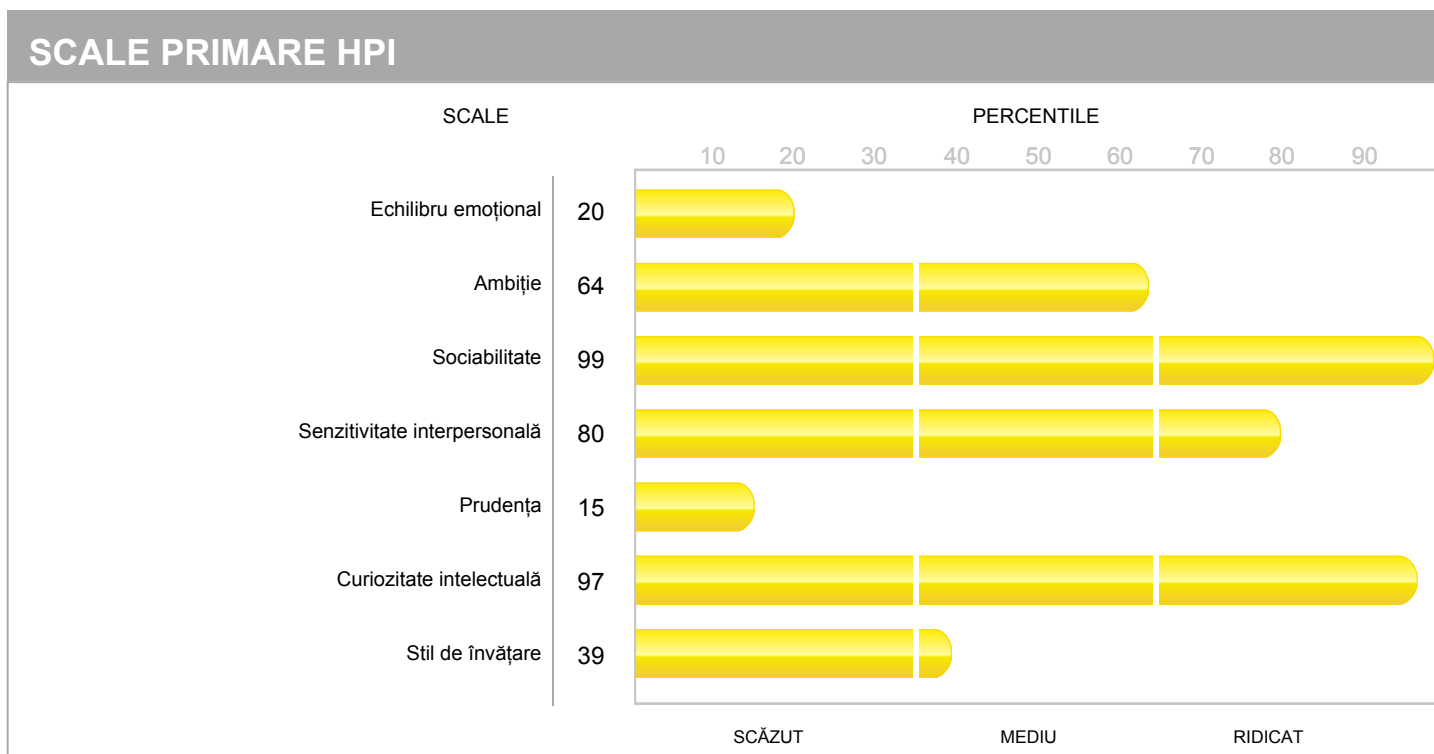 SCALE PRIMARE HPI
SCALE PERCENTILE
10 20 30 40 50 60 70 80 90
Echilibru emoțional 20
Ambiție 64
Sociabilitate 99
Senzitivitate interpersonală 80
Prudența 15
Curiozitate intelectuală 97
Stil de învățare 39
SCĂZUT MEDIU RIDICAT